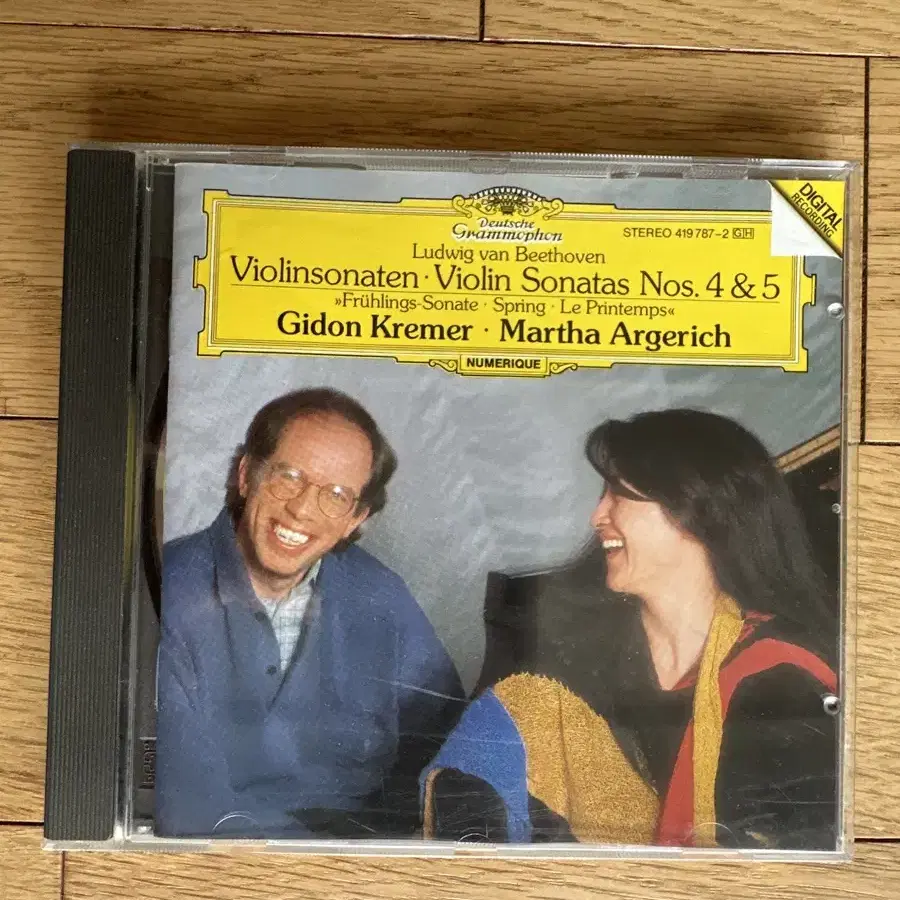 DIGITAL
RECORDING
Deutsche
Grammophon
STEREO 419 787-2 GH
Ludwig van Beethoven
Violinsonaten · Violin Sonatas Nos. 4 & 5
»Frühlings-Sonate · Spring · Le Printemps«
Gidon Kremer · Martha Argerich
NUMERIQUE